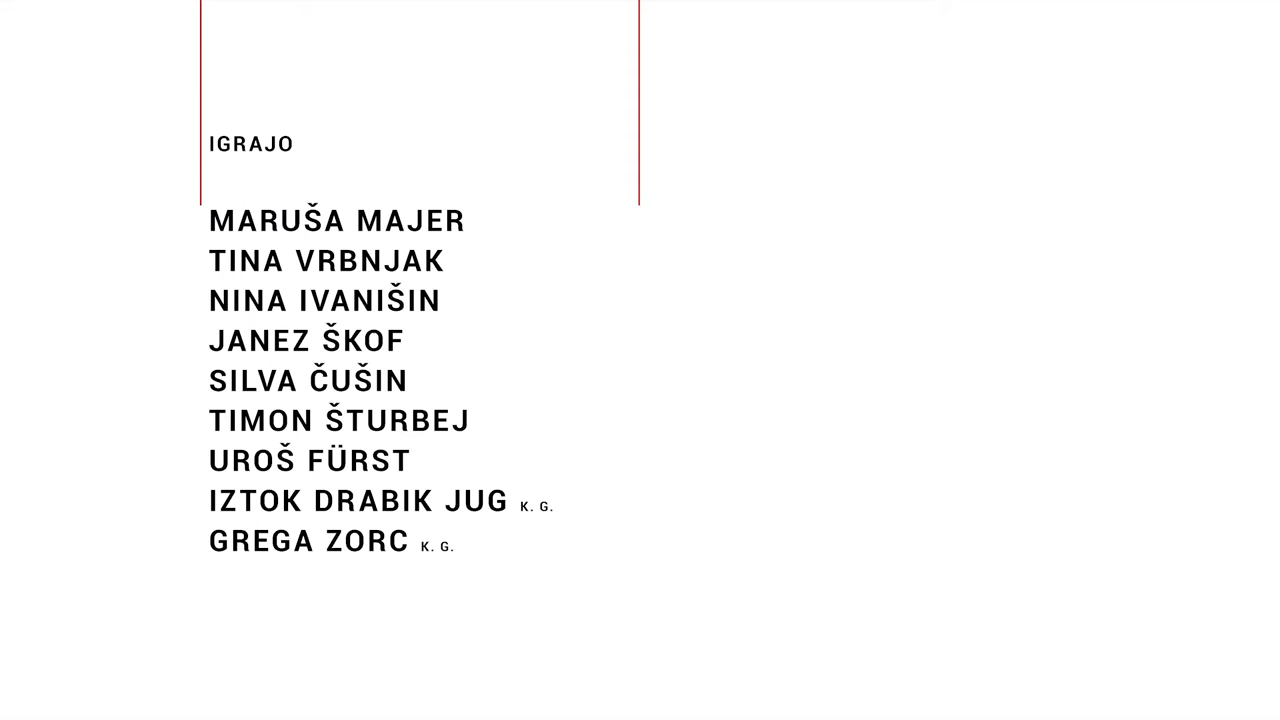 IGRAJO
MARUŠA MAJER
TINA VRBNJAK
NINA IVANIŠIN
JANEZ ŠKOF
SILVA ČUŠIN
TIMON ŠTURBEJ
UROŠ FÜRST
IZTOK DRABIK JUG K. G.
GREGA ZORC K. G.